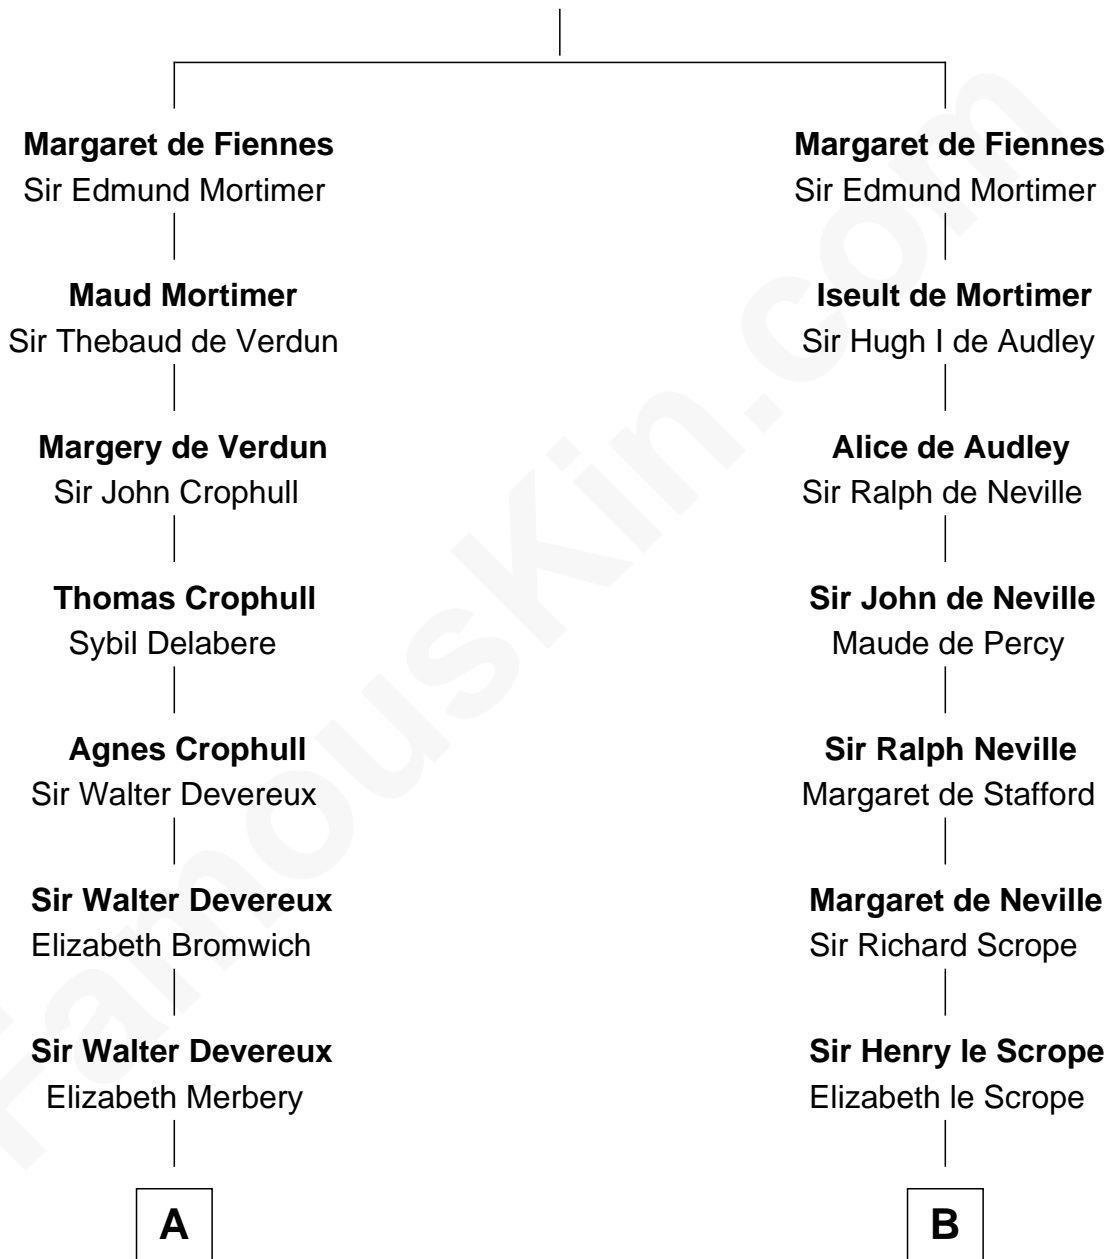 Margaret de Fiennes
Sir Edmund Mortimer
Maud Mortimer
Sir Thebaud de Verdun
Margery de Verdun
Sir John Crophull
Thomas Crophull
Sybil Delabere
Agnes Crophull
Sir Walter Devereux
Sir Walter Devereux
Elizabeth Bromwich
Sir Walter Devereux
Elizabeth Merbery
A
Margaret de Fiennes
Sir Edmund Mortimer
Iseult de Mortimer
Sir Hugh I de Audley
Alice de Audley
Sir Ralph de Neville
Sir John de Neville
Maude de Percy
Sir Ralph Neville
Margaret de Stafford
Margaret de Neville
Sir Richard Scrope
Sir Henry le Scrope
Elizabeth le Scrope
B
FamousKin.com